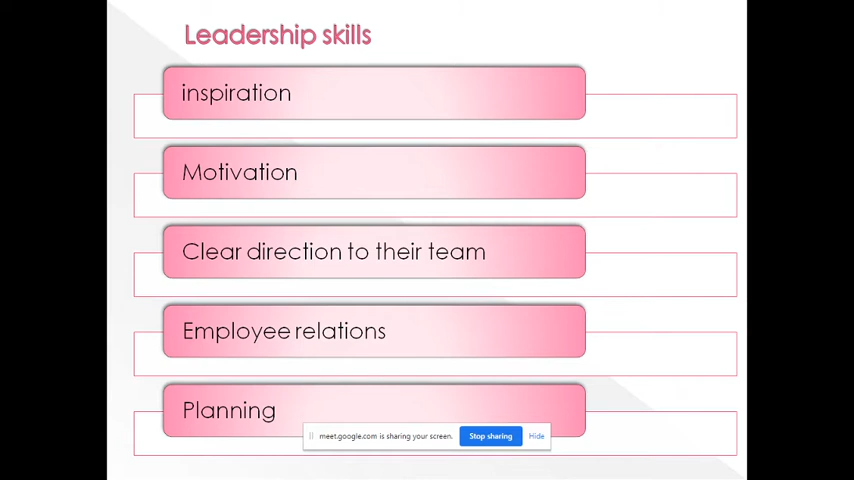 Leadership skills
inspiration
Motivation
Clear direction to their team
Employee relations
Planning
meet.google.com is sharing your screen. Stop sharing Hide